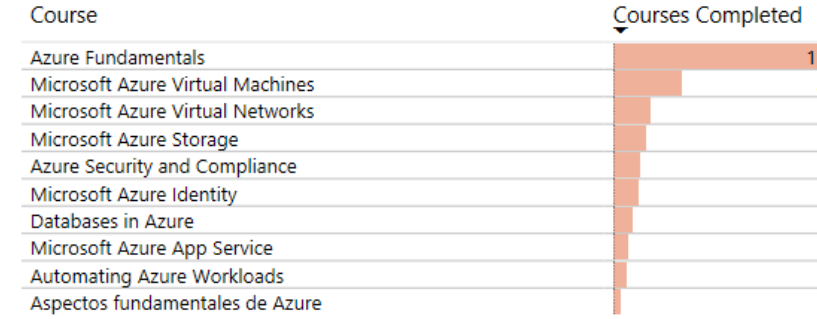 Course Courses Completed
Azure Fundamentals 1
Microsoft Azure Virtual Machines
Microsoft Azure Virtual Networks
Microsoft Azure Storage
Azure Security and Compliance
Microsoft Azure Identity
Databases in Azure
Microsoft Azure App Service
Automating Azure Workloads
Aspectos fundamentales de Azure